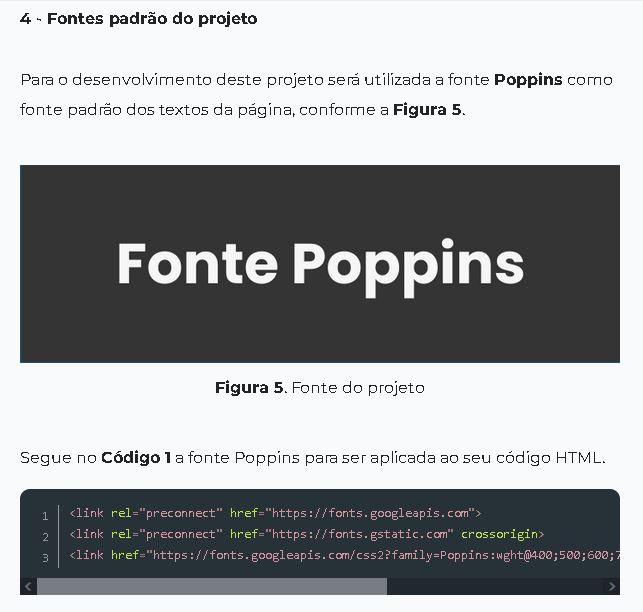 4 - Fontes padrão do projeto
Para o desenvolvimento deste projeto será utilizada a fonte Poppins como
fonte padrão dos textos da página, conforme a Figura 5.
Fonte Poppins
Figura 5. Fonte do projeto
Segue no Código 1 a fonte Poppins para ser aplicada ao seu código HTML.
1 <link rel="preconnect" href="https://fonts.googleapis.com">
2 <link rel="preconnect" href="https://fonts.gstatic.com" crossorigin>
3 <link href="https://fonts.googleapis.com/css2?family=Poppins:wght@400;500;600;